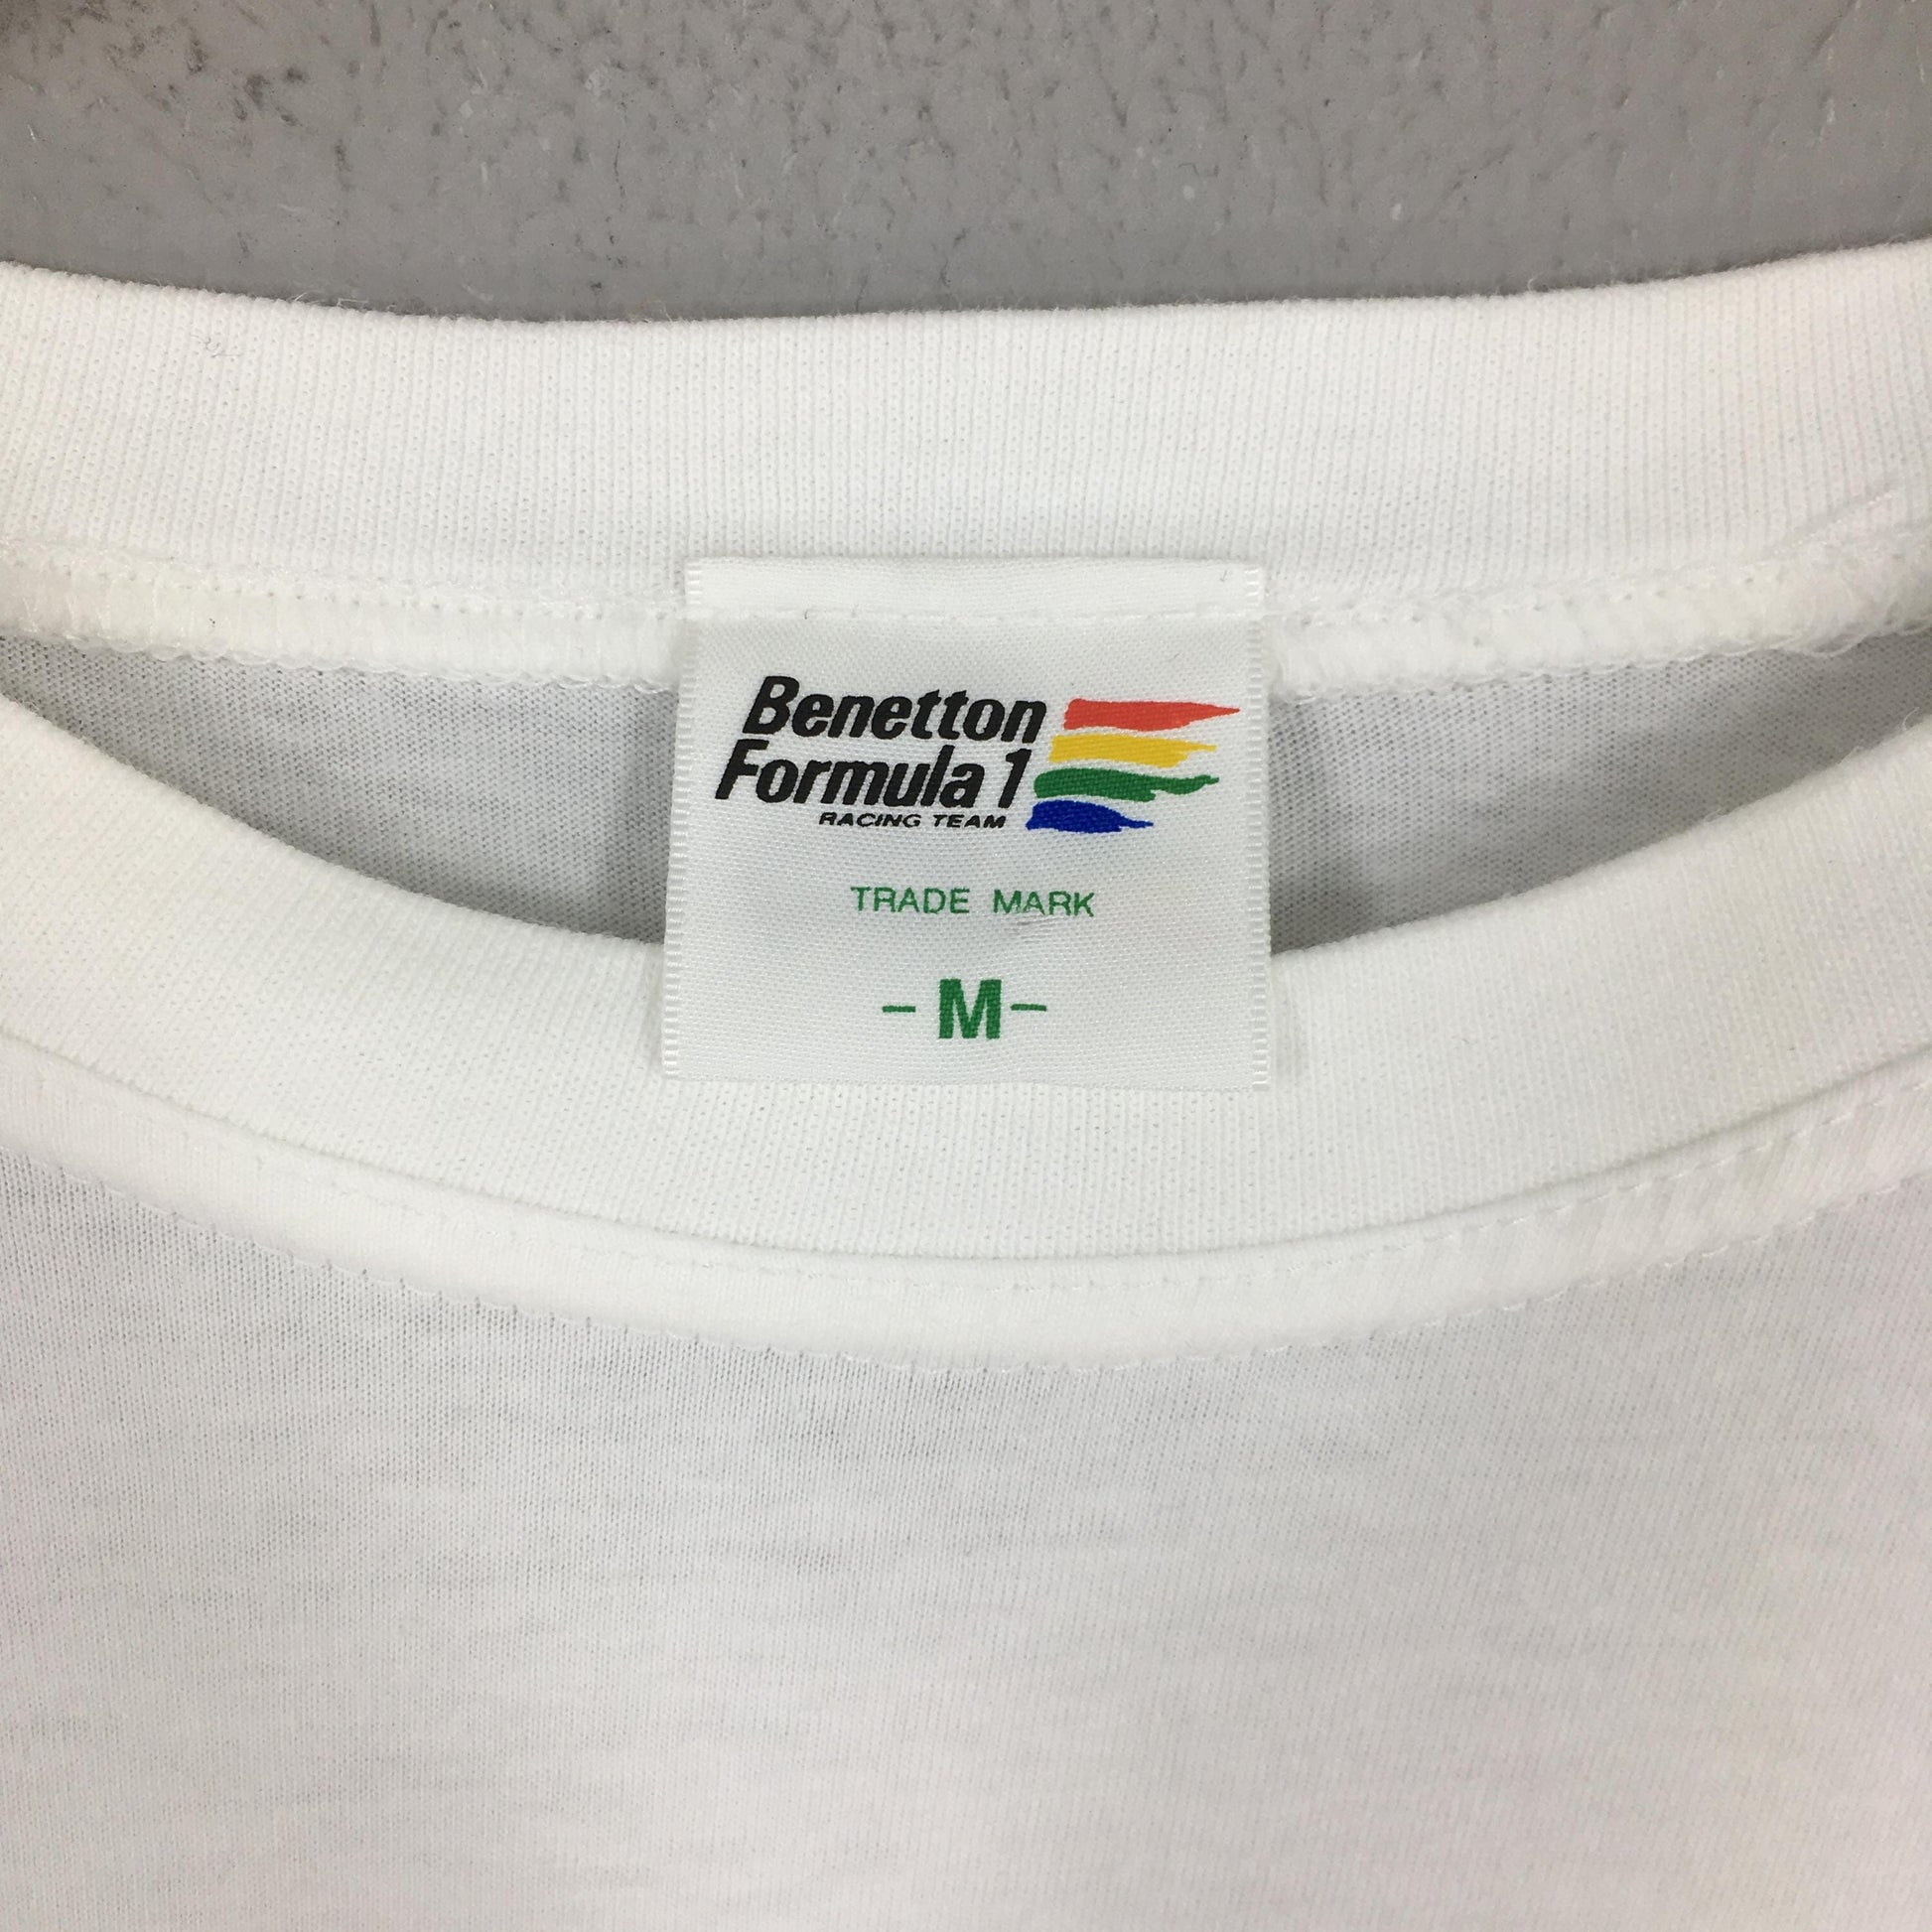 Benetton
Formula 1
RACING TEAM
TRADE MARK
- M -